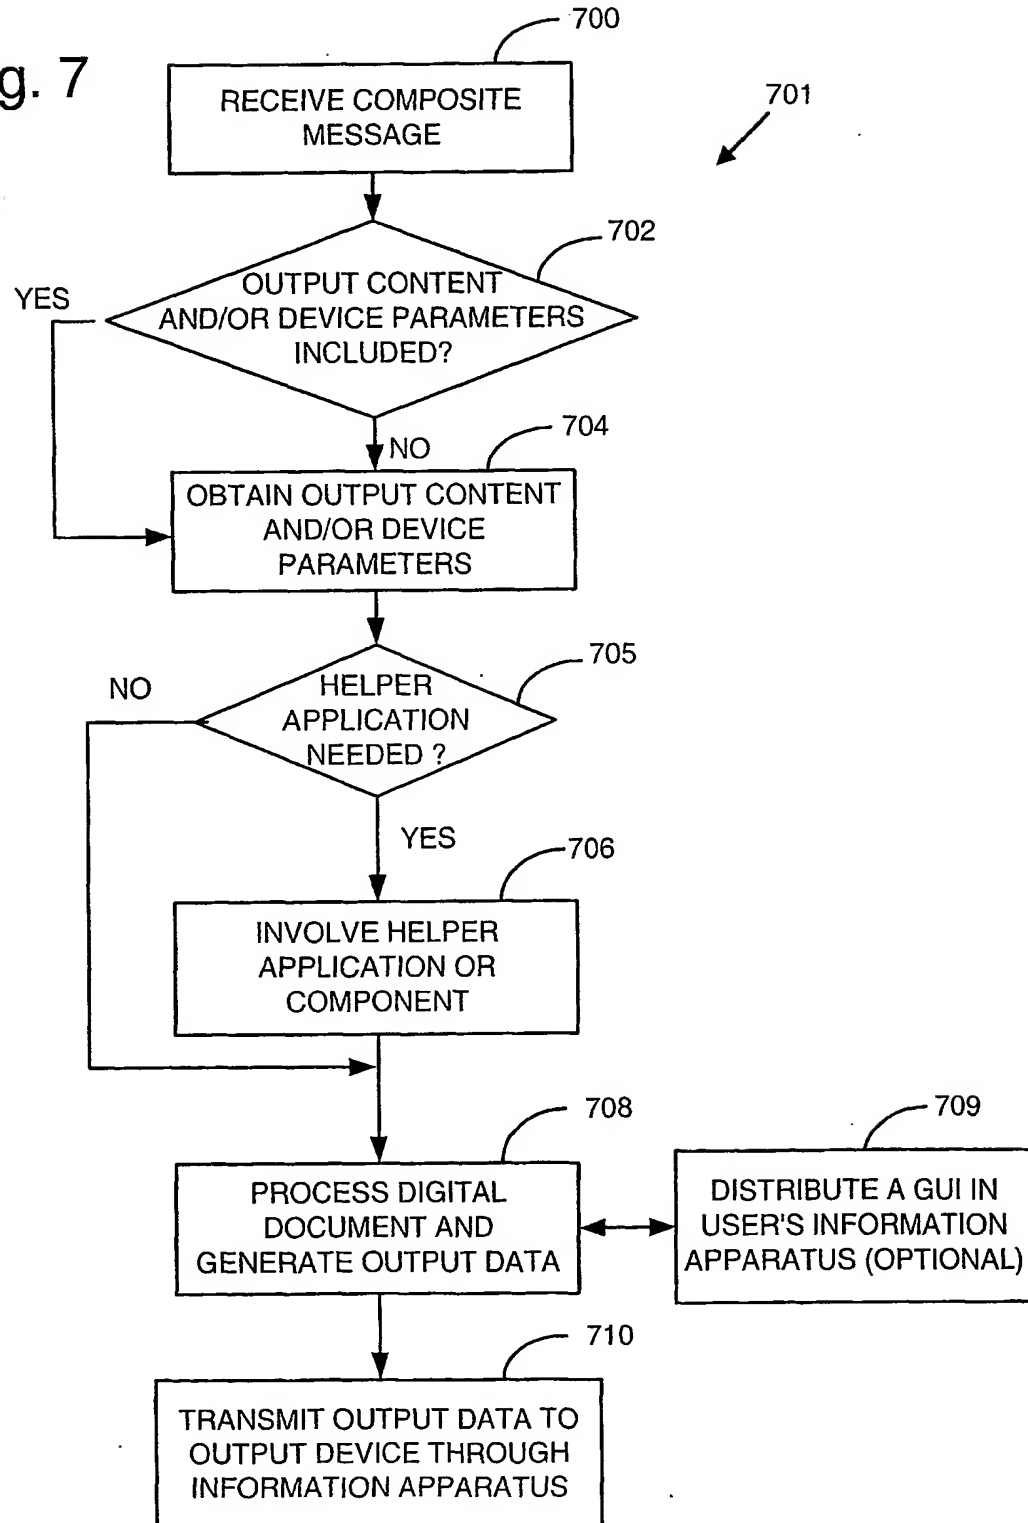 700
g. 7
RECEIVE COMPOSITE
MESSAGE
701
702
YES
OUTPUT CONTENT
AND/OR DEVICE PARAMETERS
INCLUDED?
704
NO
OBTAIN OUTPUT CONTENT
AND/OR DEVICE
PARAMETERS
705
NO
HELPER
APPLICATION
NEEDED ?
YES
706
INVOLVE HELPER
APPLICATION OR
COMPONENT
708
709
PROCESS DIGITAL
DOCUMENT AND
GENERATE OUTPUT DATA
DISTRIBUTE A GUI IN
USER'S INFORMATION
APPARATUS (OPTIONAL)
710
TRANSMIT OUTPUT DATA TO
OUTPUT DEVICE THROUGH
INFORMATION APPARATUS